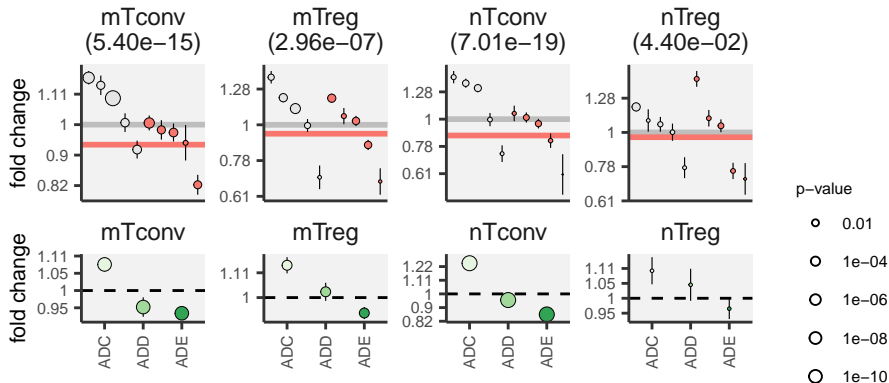 mTconv
(5.40e−15)
mTreg
(2.96e−07)
nTconv
(7.01e−19)
nTreg
(4.40e−02)
fold change
1.11
1
0.9
0.82
1.28
1
0.78
0.61
1.28
1
0.78
0.61
1.28
1
0.78
0.61
mTconv
mTreg
nTconv
nTreg
fold change
1.11
1.05
1
0.95
1.11
1
1.22
1.11
1
0.9
0.82
1.11
1.05
1
0.95
ADC
ADD
ADE
ADC
ADD
ADE
ADC
ADD
ADE
ADC
ADD
ADE
p−value
0.01
1e−04
1e−06
1e−08
1e−10